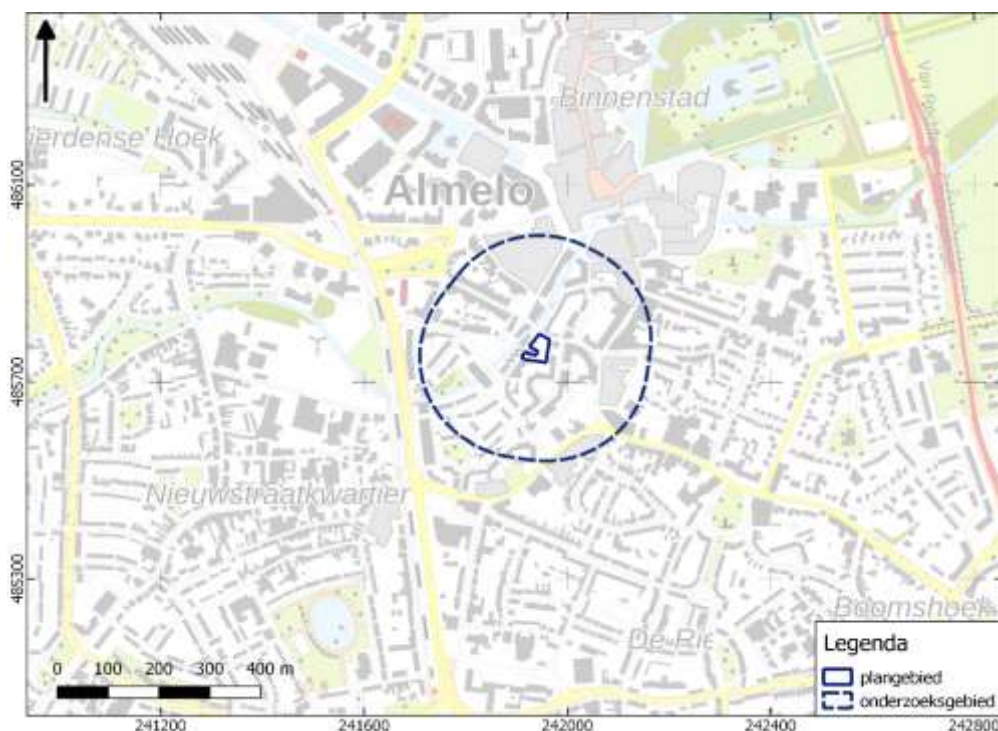 Binnenstad
ierdense Hoek
Almelo
Nieuwstraatkwartier
Boomshoek
De Rie
486100
485700
485300
Legenda
plangebied
onderzoeksgebied
0 100 200 300 400 m
241200 241600 242000 242400 242800